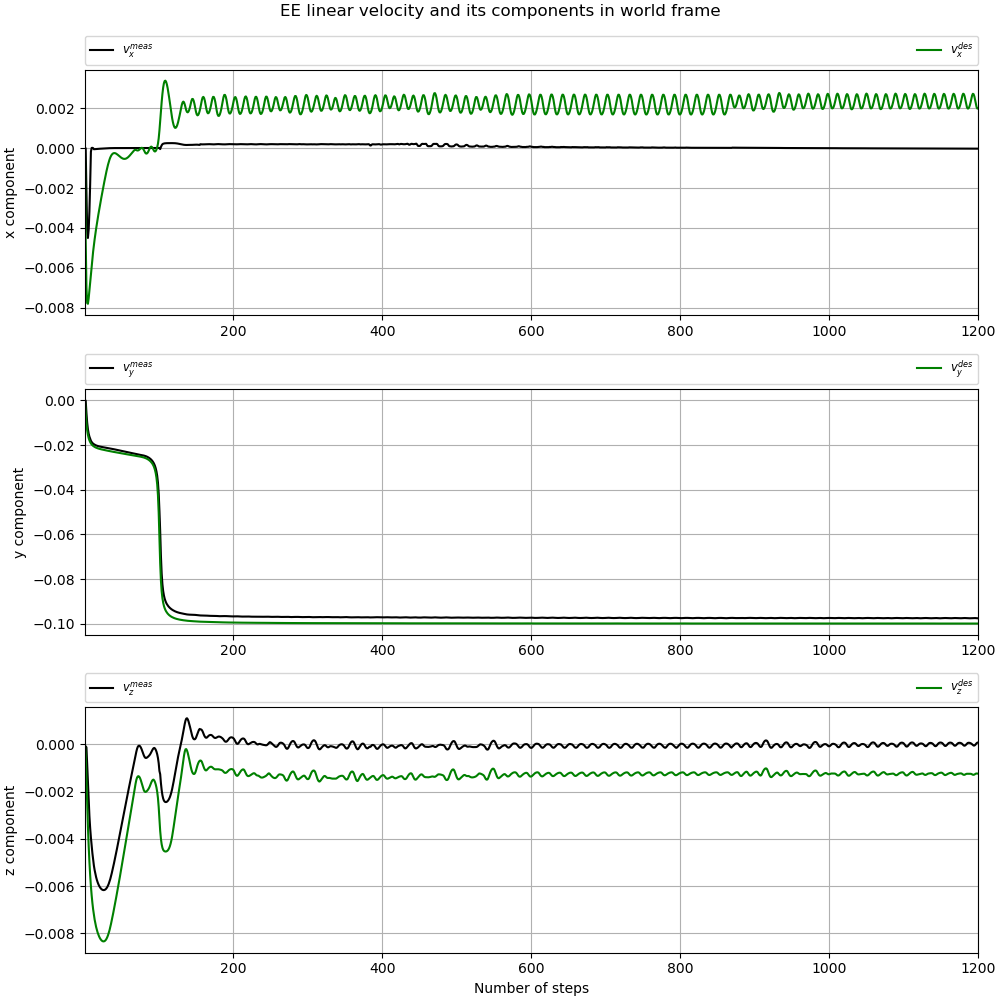 EE linear velocity and its components in world frame
v_x^{meas} v_x^{des}
0.002
0.000
−0.002
−0.004
−0.006
−0.008
x component
200 400 600 800 1000 1200
v_y^{meas} v_y^{des}
0.00
−0.02
−0.04
−0.06
−0.08
−0.10
y component
200 400 600 800 1000 1200
v_z^{meas} v_z^{des}
0.000
−0.002
−0.004
−0.006
−0.008
z component
200 400 600 800 1000 1200
Number of steps